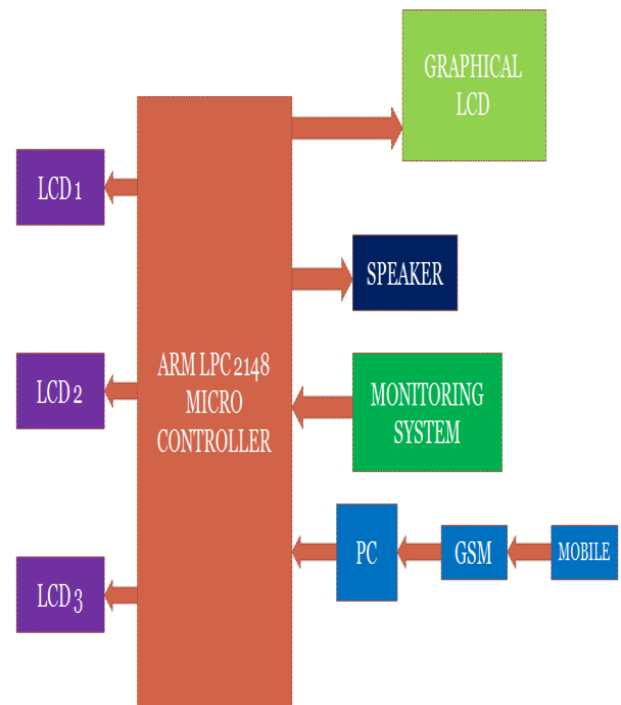 GRAPHICAL
LCD
LCD 1
SPEAKER
ARM LPC 2148
MICRO
CONTROLLER
LCD 2
MONITORING
SYSTEM
PC
GSM
MOBILE
LCD 3